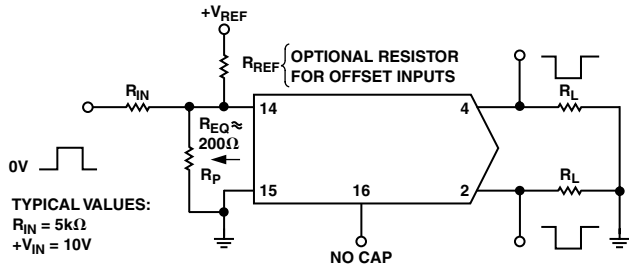 +VREF
RREF { OPTIONAL RESISTOR
FOR OFFSET INPUTS
RIN
14
4
RL
REQ ≈
200Ω
0V
RP
15
16
2
RL
TYPICAL VALUES:
RIN = 5kΩ
+VIN = 10V
NO CAP